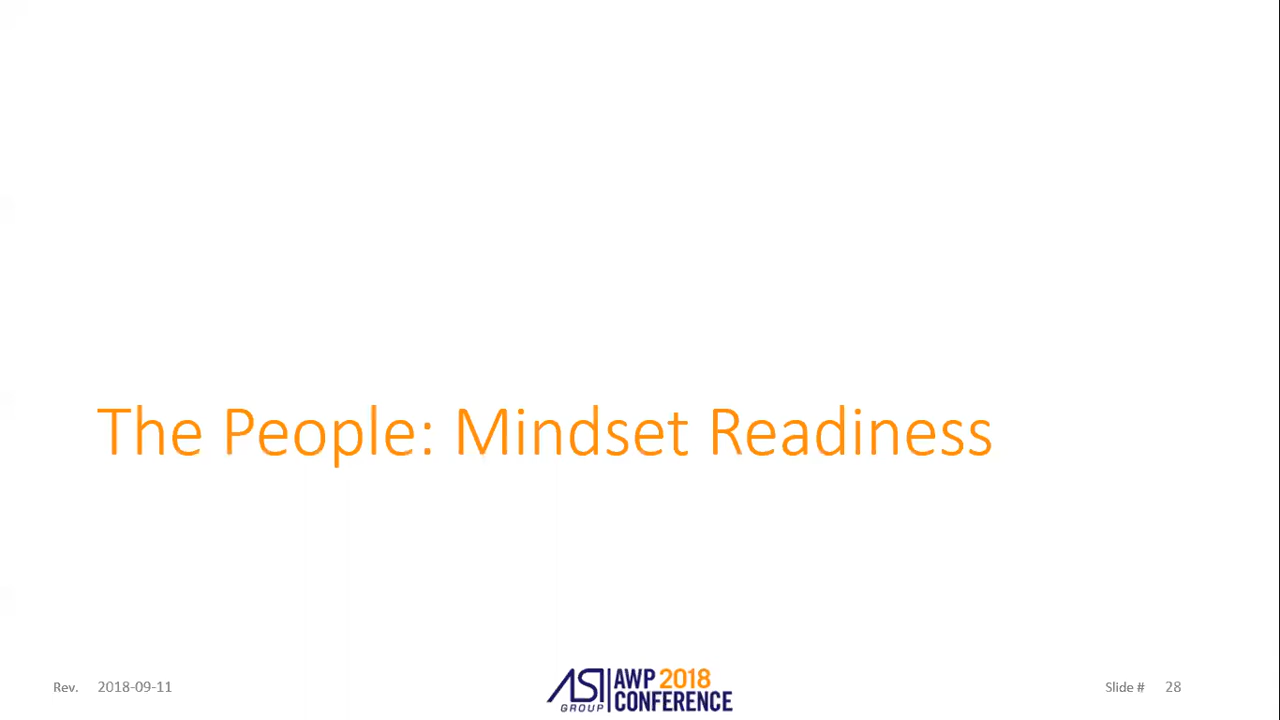 The People: Mindset Readiness
Rev. 2018-09-11
ASI GROUP
AWP 2018
CONFERENCE
Slide # 28